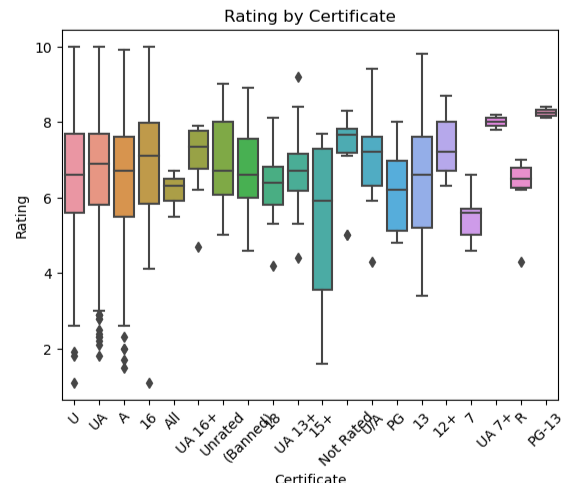 Rating by Certificate
Rating
10
8
6
4
2
U
UA
A
16
All
UA 16+
Unrated
(Banned)
18
UA 13+
15+
Not Rated
U/A
PG
13
12+
7
UA 7+
R
PG-13
Certificate